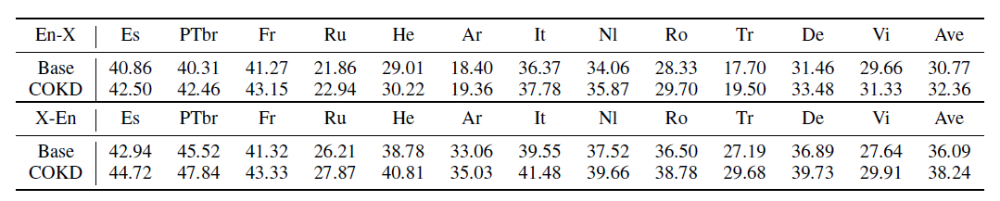 En-X Es PTbr Fr Ru He Ar It Nl Ro Tr De Vi Ave
Base 40.86 40.31 41.27 21.86 29.01 18.40 36.37 34.06 28.33 17.70 31.46 29.66 30.77
COKD 42.50 42.46 43.15 22.94 30.22 19.36 37.78 35.87 29.70 19.50 33.48 31.33 32.36
X-En Es PTbr Fr Ru He Ar It Nl Ro Tr De Vi Ave
Base 42.94 45.52 41.32 26.21 38.78 33.06 39.55 37.52 36.50 27.19 36.89 27.64 36.09
COKD 44.72 47.84 43.33 27.87 40.81 35.03 41.48 39.66 38.78 29.68 39.73 29.91 38.24